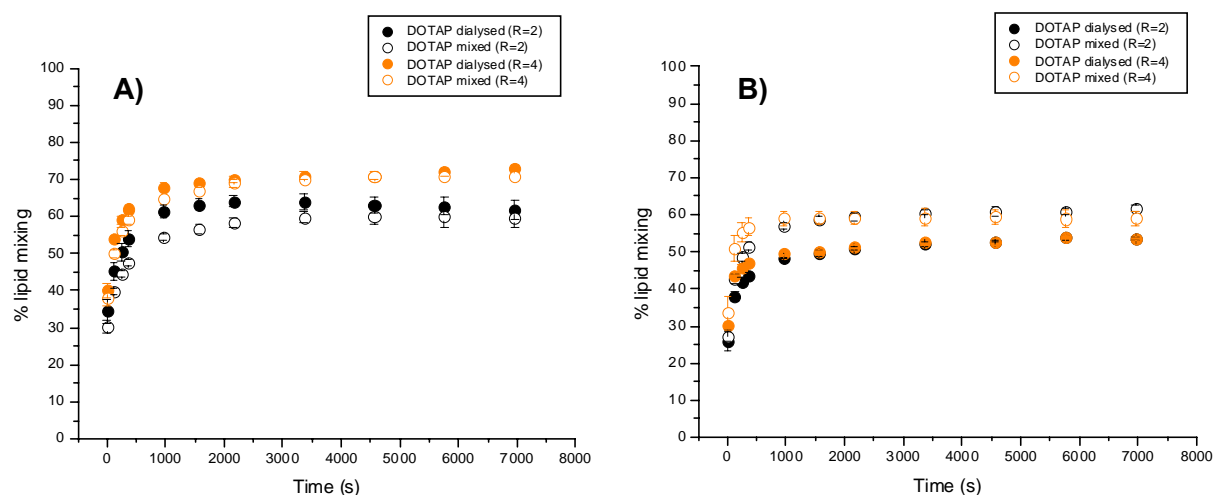 DOTAP dialysed (R=2)
DOTAP mixed (R=2)
DOTAP dialysed (R=4)
DOTAP mixed (R=4)
A)
100
90
80
70
60
50
40
30
20
10
0
% lipid mixing
0 1000 2000 3000 4000 5000 6000 7000 8000
Time (s)
DOTAP dialysed (R=2)
DOTAP mixed (R=2)
DOTAP dialysed (R=4)
DOTAP mixed (R=4)
B)
100
90
80
70
60
50
40
30
20
10
0
% lipid mixing
0 1000 2000 3000 4000 5000 6000 7000 8000
Time (s)